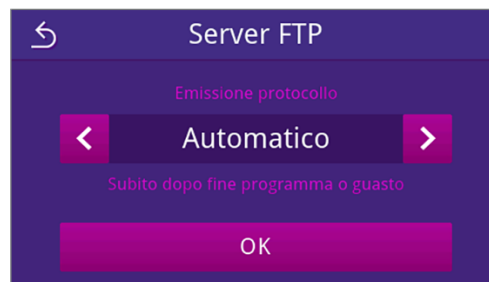 Server FTP
Emissione protocollo
Automatico
Subito dopo fine programma o guasto
OK